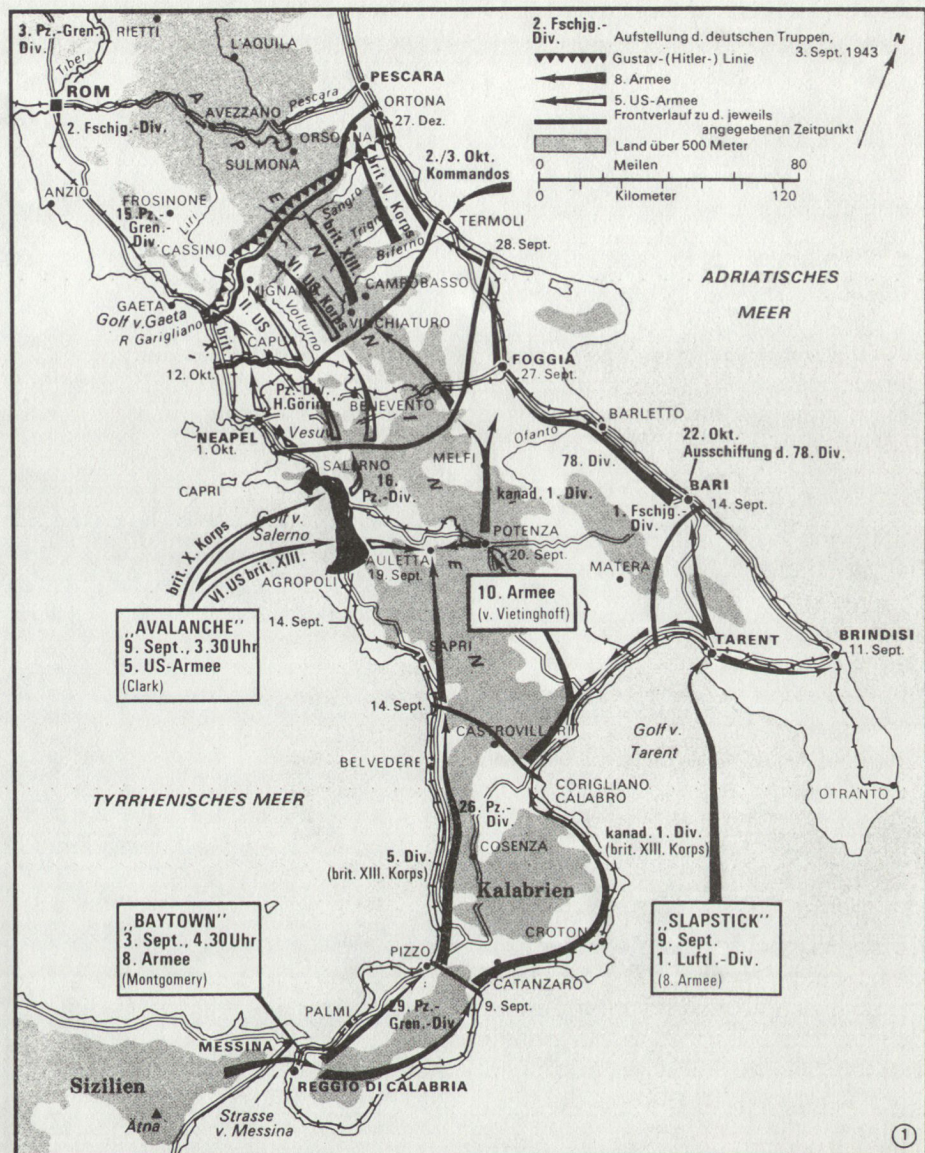 3. Pz.-Gren.-
Div.
RIETTI
Tiber
L'AQUILA
ROM
2. Fschjg.-Div.
AVEZZANO
Pescara
PESCARA
ORTONA
27. Dez.
ORSOGNA
SULMONA
2. Fschjg.-
Div.
Aufstellung d. deutschen Truppen,
3. Sept. 1943
Gustav-(Hitler-) Linie
8. Armee
5. US-Armee
Frontverlauf zu d. jeweils
angegebenen Zeitpunkt
Land über 500 Meter
0 Meilen 80
0 Kilometer 120
N
A P E N N I N E N
2./3. Okt.
Kommandos
ANZIO
FROSINONE
15. Pz.-
Gren.-
Div.
Liri
CASSINO
Sangro
Trigno
brit. V. Korps
brit. XIII.
Biferno
TERMOLI
28. Sept.
ADRIATISCHES
MEER
GAETA
Golf v. Gaeta
R Garigliano
MIGNANO
VI. US Korps
II. US
Volturno
CAMPOBASSO
VINCHIATURO
brit. X.
CAPUA
12. Okt.
Pz.-Div.
H.Göring
BENEVENTO
FOGGIA
27. Sept.
BARLETTO
Ofanto
NEAPEL
1. Okt.
Vesuv
22. Okt.
Ausschiffung d. 78. Div.
CAPRI
SALERNO
16.
Pz.-Div.
MELFI
78. Div.
BARI
14. Sept.
kanad. 1. Div.
1. Fschjg.-
Div.
Golf v.
Salerno
brit. X. Korps
VI. US brit. XIII.
AULETTA
19. Sept.
POTENZA
20. Sept.
MATERA
AGROPOLI
14. Sept.
10. Armee
(v. Vietinghoff)
„AVALANCHE"
9. Sept., 3.30Uhr
5. US-Armee
(Clark)
SAPRI
TARENT
BRINDISI
11. Sept.
14. Sept.
CASTROVILLARI
Golf v.
Tarent
BELVEDERE
CORIGLIANO
CALABRO
OTRANTO
TYRRHENISCHES MEER
26. Pz.-
Div.
COSENZA
kanad. 1. Div.
(brit. XIII. Korps)
5. Div.
(brit. XIII. Korps)
Kalabrien
„BAYTOWN"
3. Sept., 4.30Uhr
8. Armee
(Montgomery)
CROTON
„SLAPSTICK"
9. Sept.
1. Luftl.-Div.
(8. Armee)
PIZZO
CATANZARO
9. Sept.
PALMI
29. Pz.-
Gren.-Div.
MESSINA
REGGIO DI CALABRIA
Sizilien
Ätna
Strasse
v. Messina
1